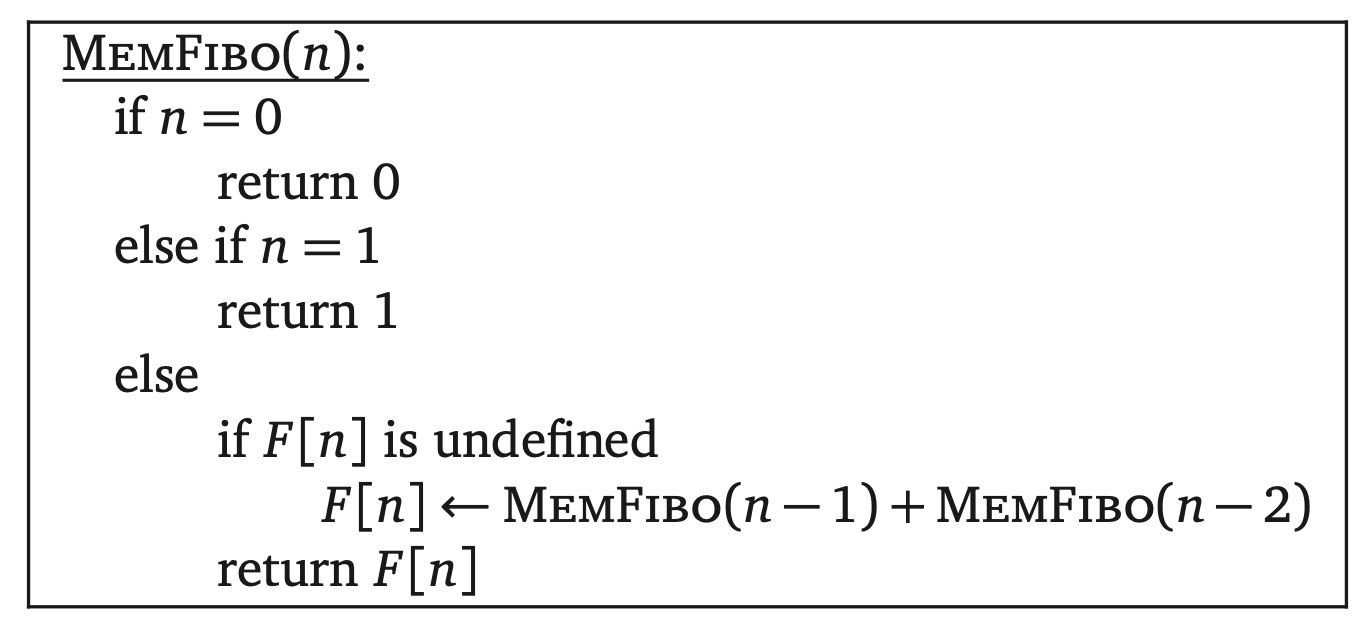 MEMFIBO(n):
if n = 0
return 0
else if n = 1
return 1
else
if F[n] is undefined
F[n] ← MEMFIBO(n − 1) + MEMFIBO(n − 2)
return F[n]